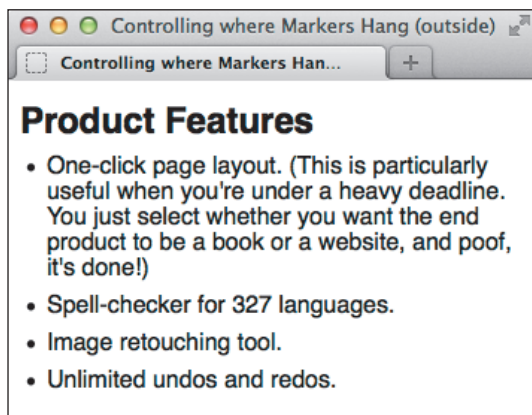 Controlling where Markers Hang (outside)
Controlling where Markers Han...
Product Features
• One-click page layout. (This is particularly
useful when you're under a heavy deadline.
You just select whether you want the end
product to be a book or a website, and poof,
it's done!)
• Spell-checker for 327 languages.
• Image retouching tool.
• Unlimited undos and redos.